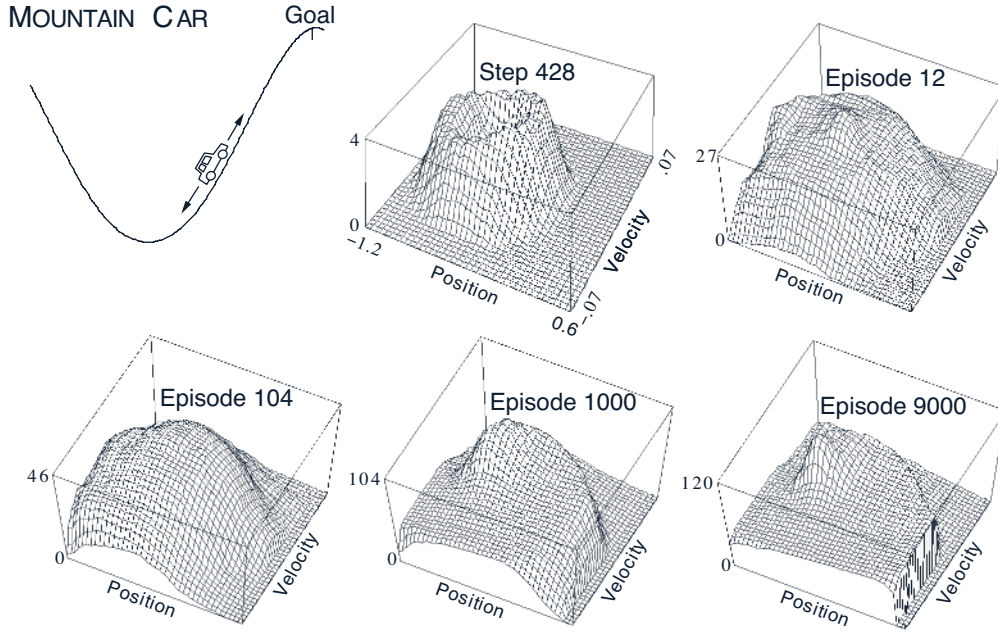 MOUNTAIN CAR
Goal
Step 428
4
0
−1.2
Position
0.6
−.07
Velocity
.07
Episode 12
27
0
Position
Velocity
Episode 104
46
0
Position
Velocity
Episode 1000
104
0
Position
Velocity
Episode 9000
120
0
Position
Velocity